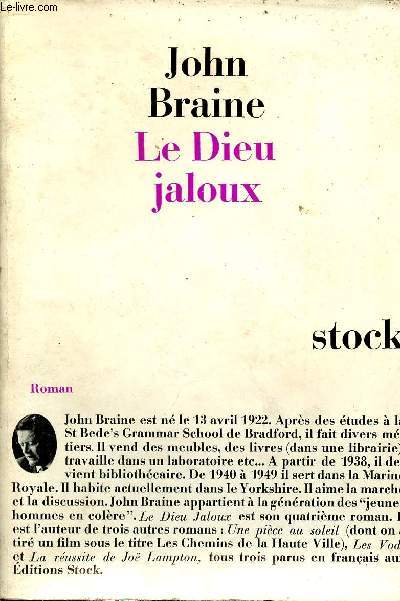 Le-livre.com
John
Braine
Le Dieu
jaloux
stock
Roman
John Braine est né le 13 avril 1922. Après des études à la
St Bede's Grammar School de Bradford, il fait divers mé-
tiers. Il vend des meubles, des livres (dans une librairie)
travaille dans un laboratoire etc... A partir de 1938, il de-
vient bibliothécaire. De 1940 à 1949 il sert dans la Marine
Royale. Il habite actuellement dans le Yorkshire. Il aime la marche
et la discussion. John Braine appartient à la génération des "jeunes
hommes en colère". Le Dieu Jaloux est son quatrième roman. I
est l'auteur de trois autres romans : Une pièce au soleil (dont on a
tiré un film sous le titre Les Chemins de la Haute Ville), Les Vod
et La réussite de Joë Lampton, tous trois parus en français aux
Éditions Stock.